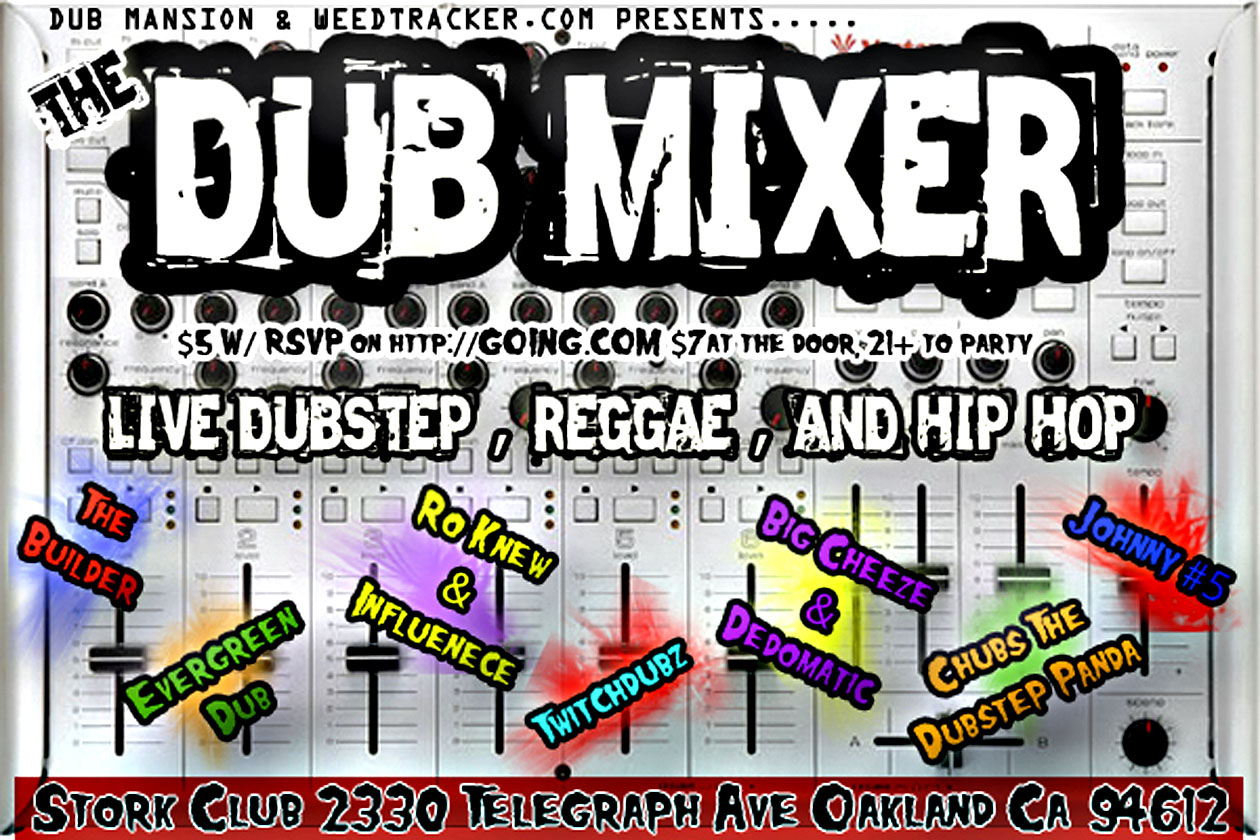 DUB MANSION & WEEDTRACKER.COM PRESENTS.....
THE
DUB MIXER
$5 W/ RSVP ON HTTP://GOING.COM $7 AT THE DOOR, 21+ TO PARTY
LIVE DUBSTEP , REGGAE , AND HIP HOP
THE
BUILDER
EVERGREEN
DUB
RO KNEW
&
INFLUENECE
TWITCHDUBZ
BIG CHEEZE
&
DEDOMATIC
CHUBS THE
DUBSTEP PANDA
JOHNNY #5
A
B
STORK CLUB 2330 TELEGRAPH AVE OAKLAND CA 94612